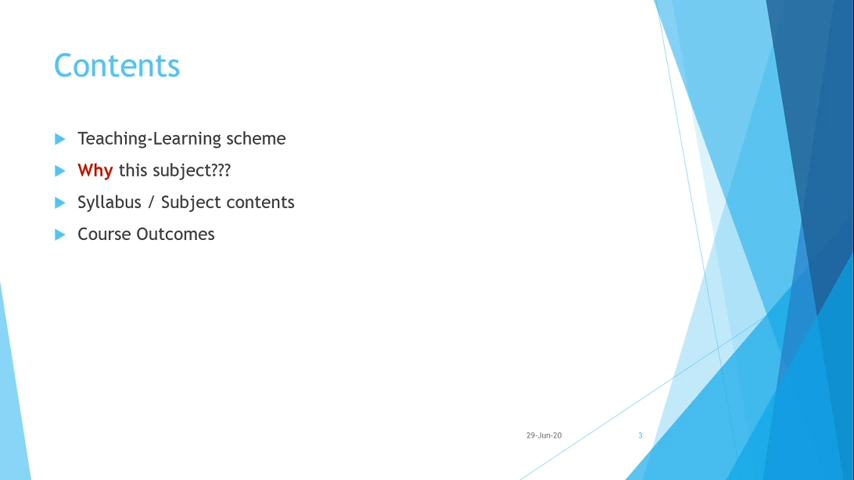 Contents
Teaching-Learning scheme
Why this subject???
Syllabus / Subject contents
Course Outcomes
29-Jun-20
3